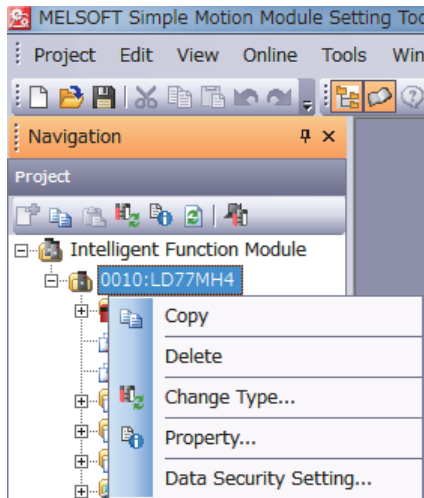 MELSOFT Simple Motion Module Setting Too
Project Edit View Online Tools Win
Navigation
Project
Intelligent Function Module
0010:LD77MH4
Copy
Delete
Change Type...
Property...
Data Security Setting...